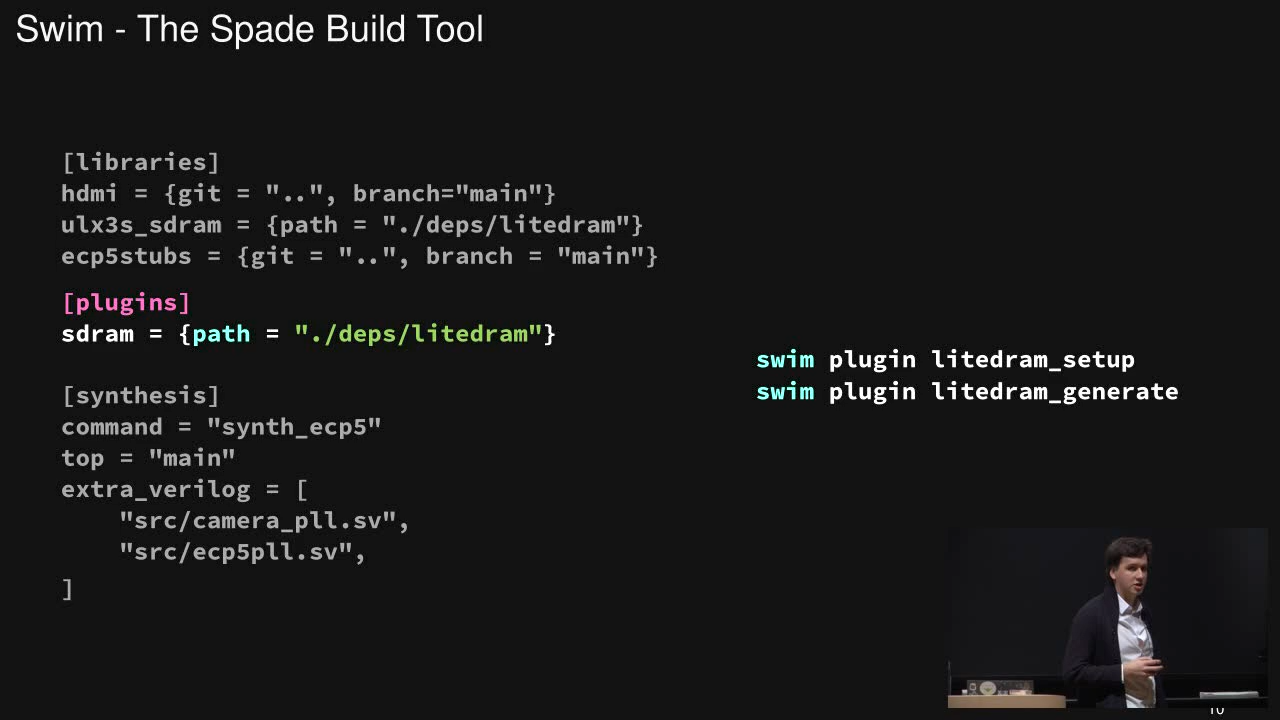 Swim - The Spade Build Tool
[libraries]
hdmi = {git = "..", branch="main"}
ulx3s_sdram = {path = "./deps/litedram"}
ecp5stubs = {git = "..", branch = "main"}
[plugins]
sdram = {path = "./deps/litedram"}
[synthesis]
command = "synth_ecp5"
top = "main"
extra_verilog = [
    "src/camera_pll.sv",
    "src/ecp5pll.sv",
]
swim plugin litedram_setup
swim plugin litedram_generate
10